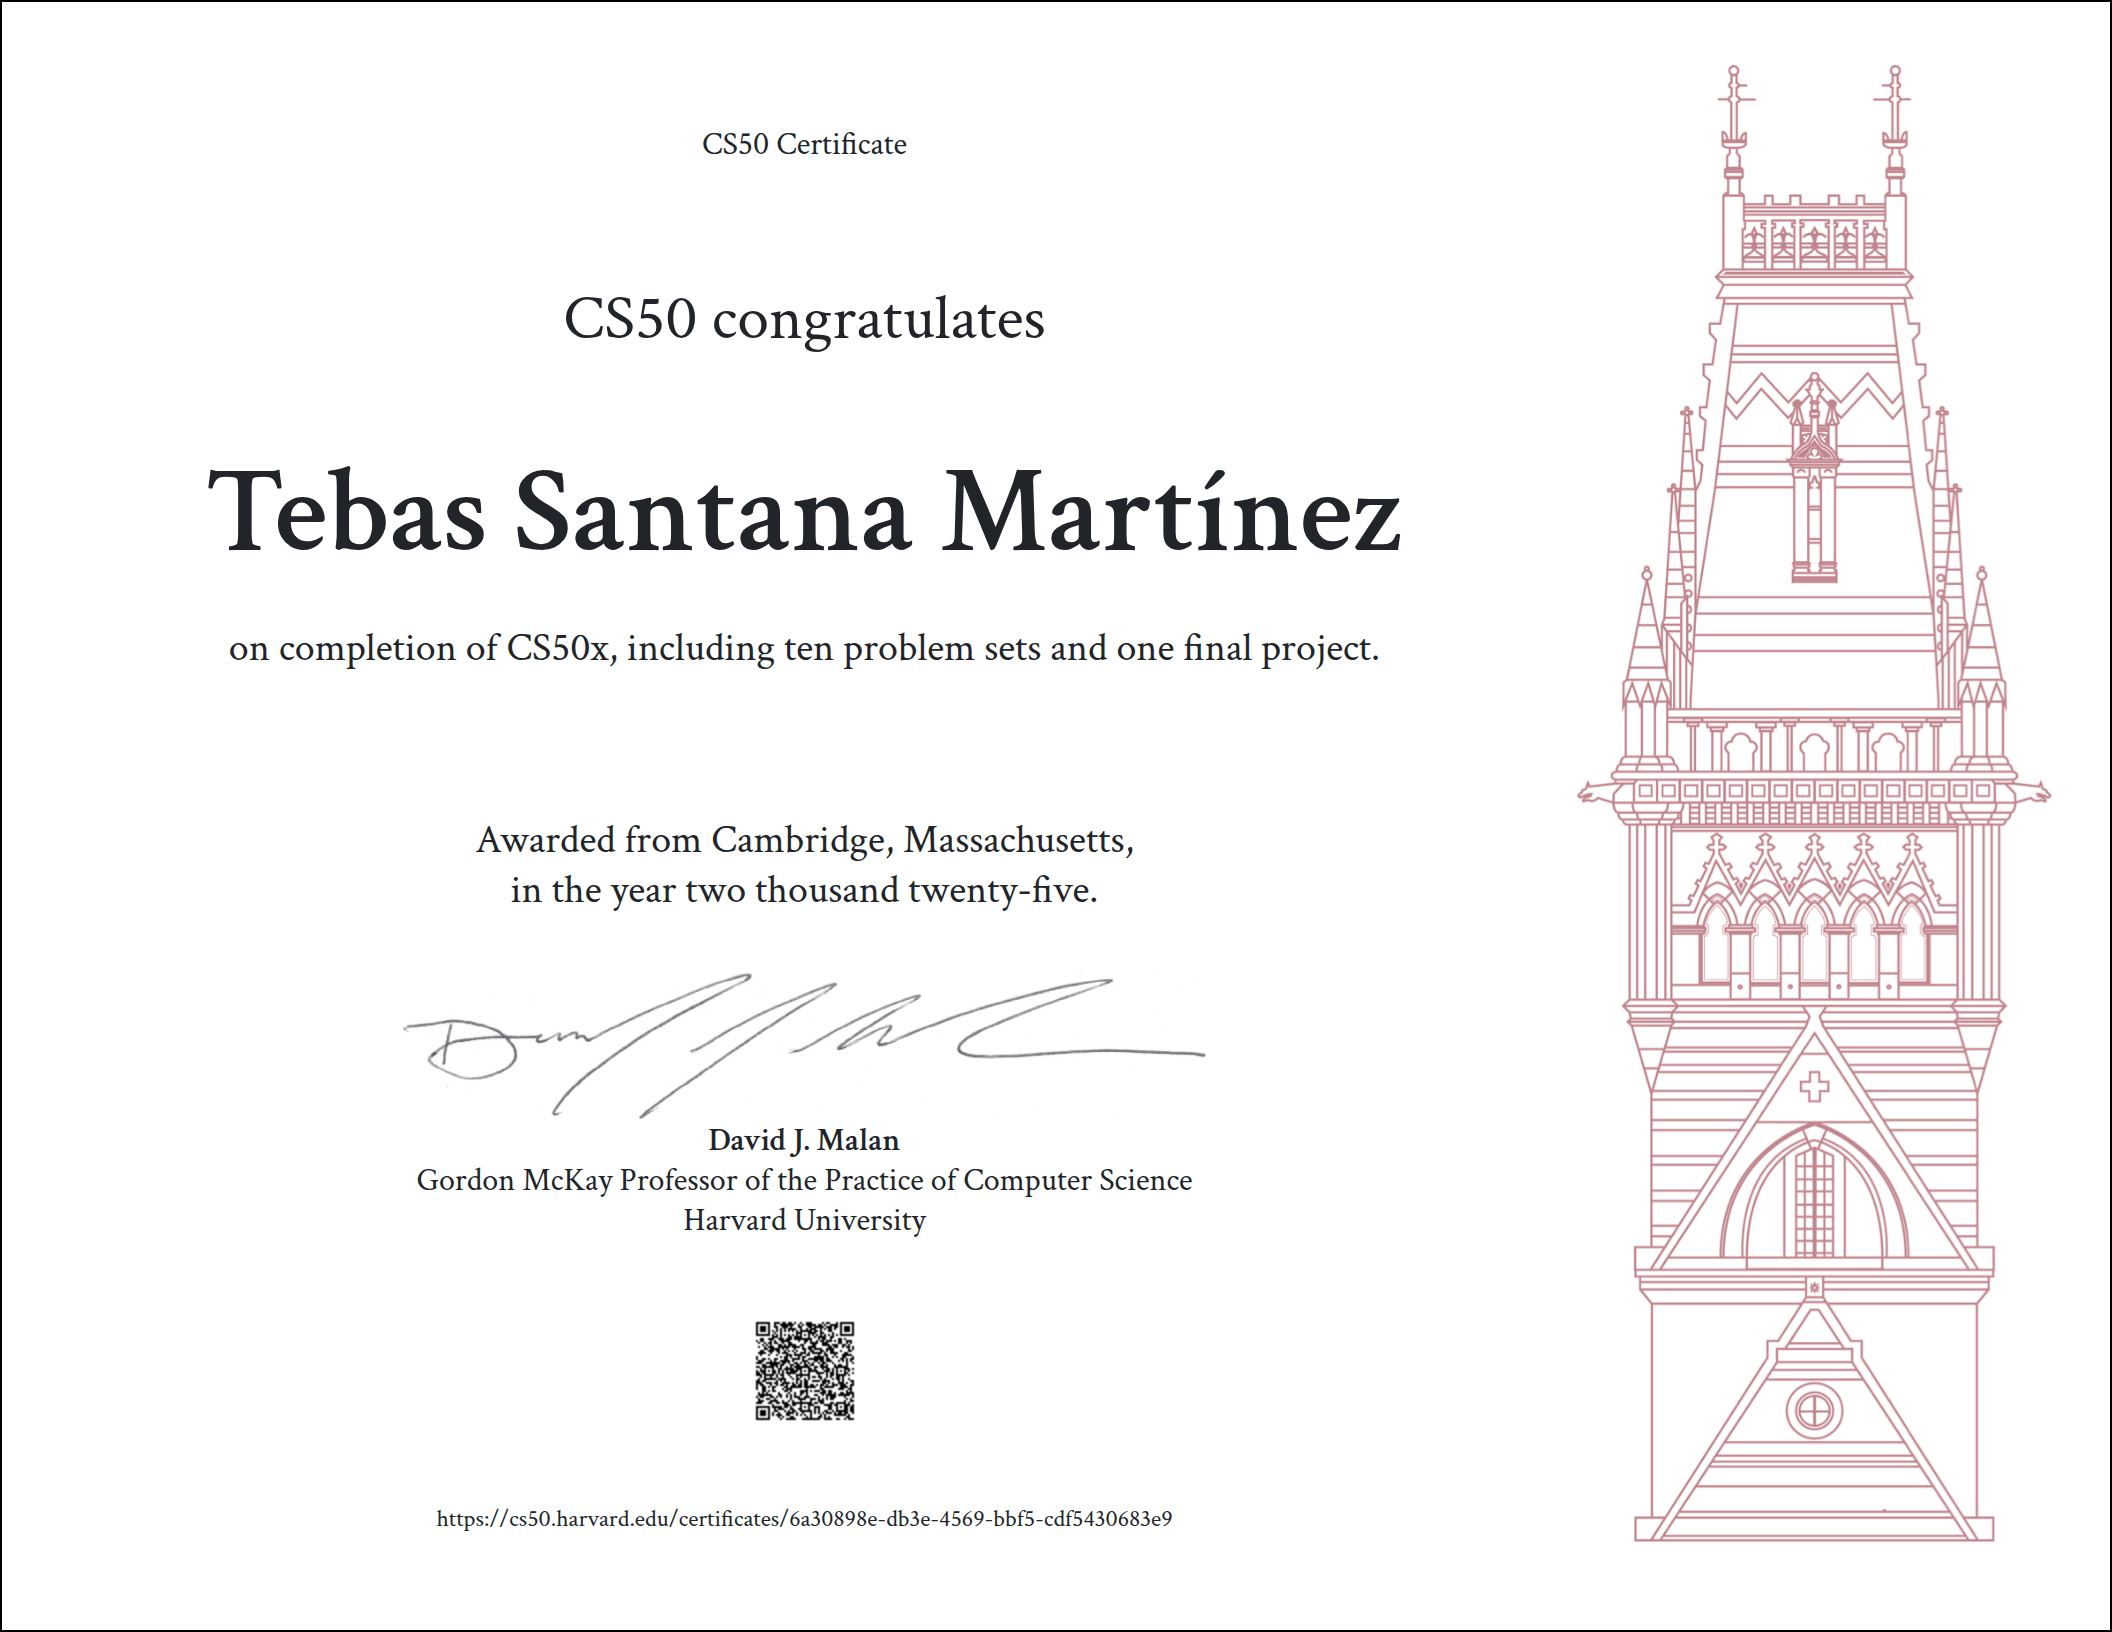 CS50 Certificate
CS50 congratulates
Tebas Santana Martínez
on completion of CS50x, including ten problem sets and one final project.
Awarded from Cambridge, Massachusetts,
in the year two thousand twenty-five.
David J. Malan
Gordon McKay Professor of the Practice of Computer Science
Harvard University
https://cs50.harvard.edu/certificates/6a30898e-db3e-4569-bbf5-cdf5430683e9